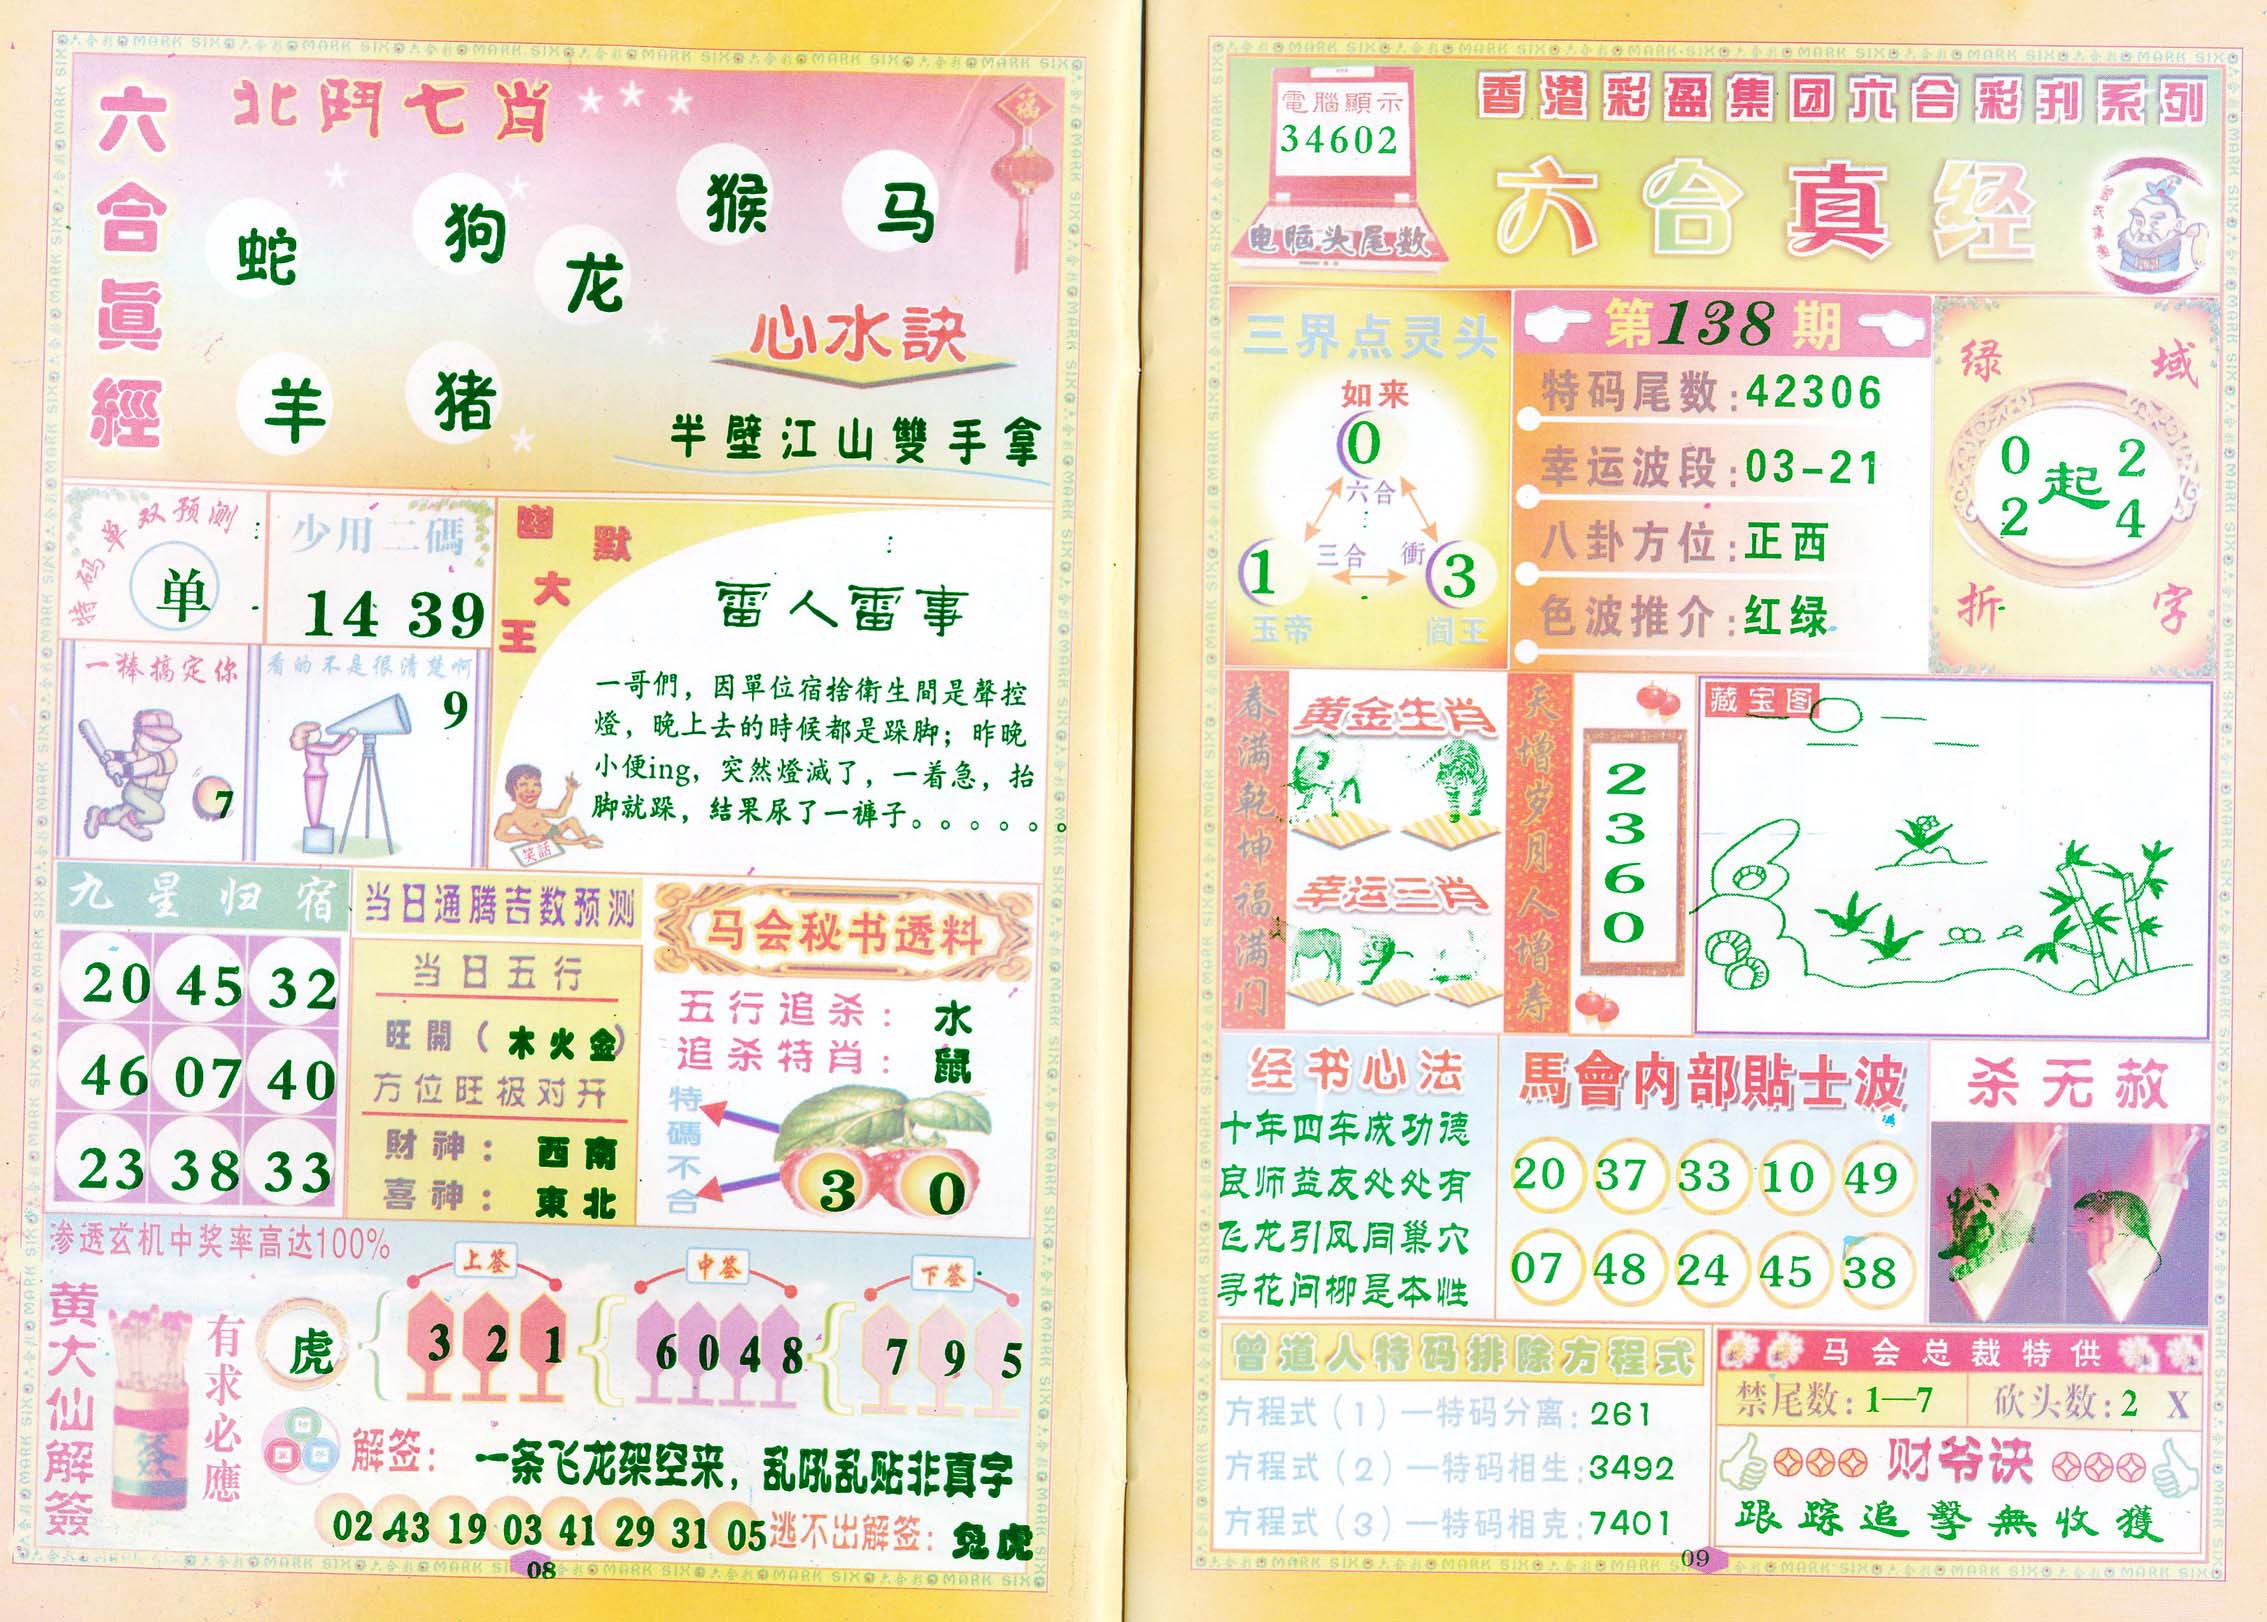 六合眞經
北鬥七肖
蛇
狗
龙
猴
马
羊
猪
心水訣
半壁江山雙手拿
特码单双预测:
单
少用二碼
14 39
幽默大王
雷人雷事
一哥們，因單位宿捨衛生間是聲控
燈，晚上去的時候都是跺脚；昨晚
小便ing，突然燈滅了，一着急，抬
脚就跺，結果尿了一褲子。。。。。。
笑話
一棒搞定你
7
看的不是很清楚啊
9
九星归宿
20 45 32
46 07 40
23 38 33
当日通腾吉数预测
当日五行
旺開（木火金）
方位旺极对开
財神：西南
喜神：東北
马会秘书透料
五行追杀：水
追杀特肖：鼠
特碼不合
3 0
渗透玄机中奖率高达100%
黄大仙解簽
有求必應
虎
上签
3 2 1
中签
6 0 4 8
下签
7 9 5
解签：一条飞龙架空来，乱吼乱贴非真字
02 43 19 03 41 29 31 05
逃不出解签：兔虎
08
電腦顯示
34602
电脑头尾数
香港彩盈集团六合彩刋系列
六合真经
三界点灵头
如来
0
六合
三合
衝
1
玉帝
3
阎王
第138期
特码尾数:42306
幸运波段:03-21
八卦方位:正西
色波推介:红绿
绿域折字
0 2
起
2 4
春满乾坤福满门
黄金生肖
幸运三肖
天增岁月人增寿
2
3
6
0
藏宝图
经书心法
十年四车成功德
良师益友处处有
飞龙引凤同巢穴
寻花问柳是本性
馬會内部貼士波
20 37 33 10 49
07 48 24 45 38
杀无赦
曾道人特码排除方程式
方程式（1）—特码分离:261
方程式（2）—特码相生:3492
方程式（3）—特码相克:7401
马会总裁特供
禁尾数:1—7
砍头数:2 X
财爷诀
跟踪追擊無收獲
09